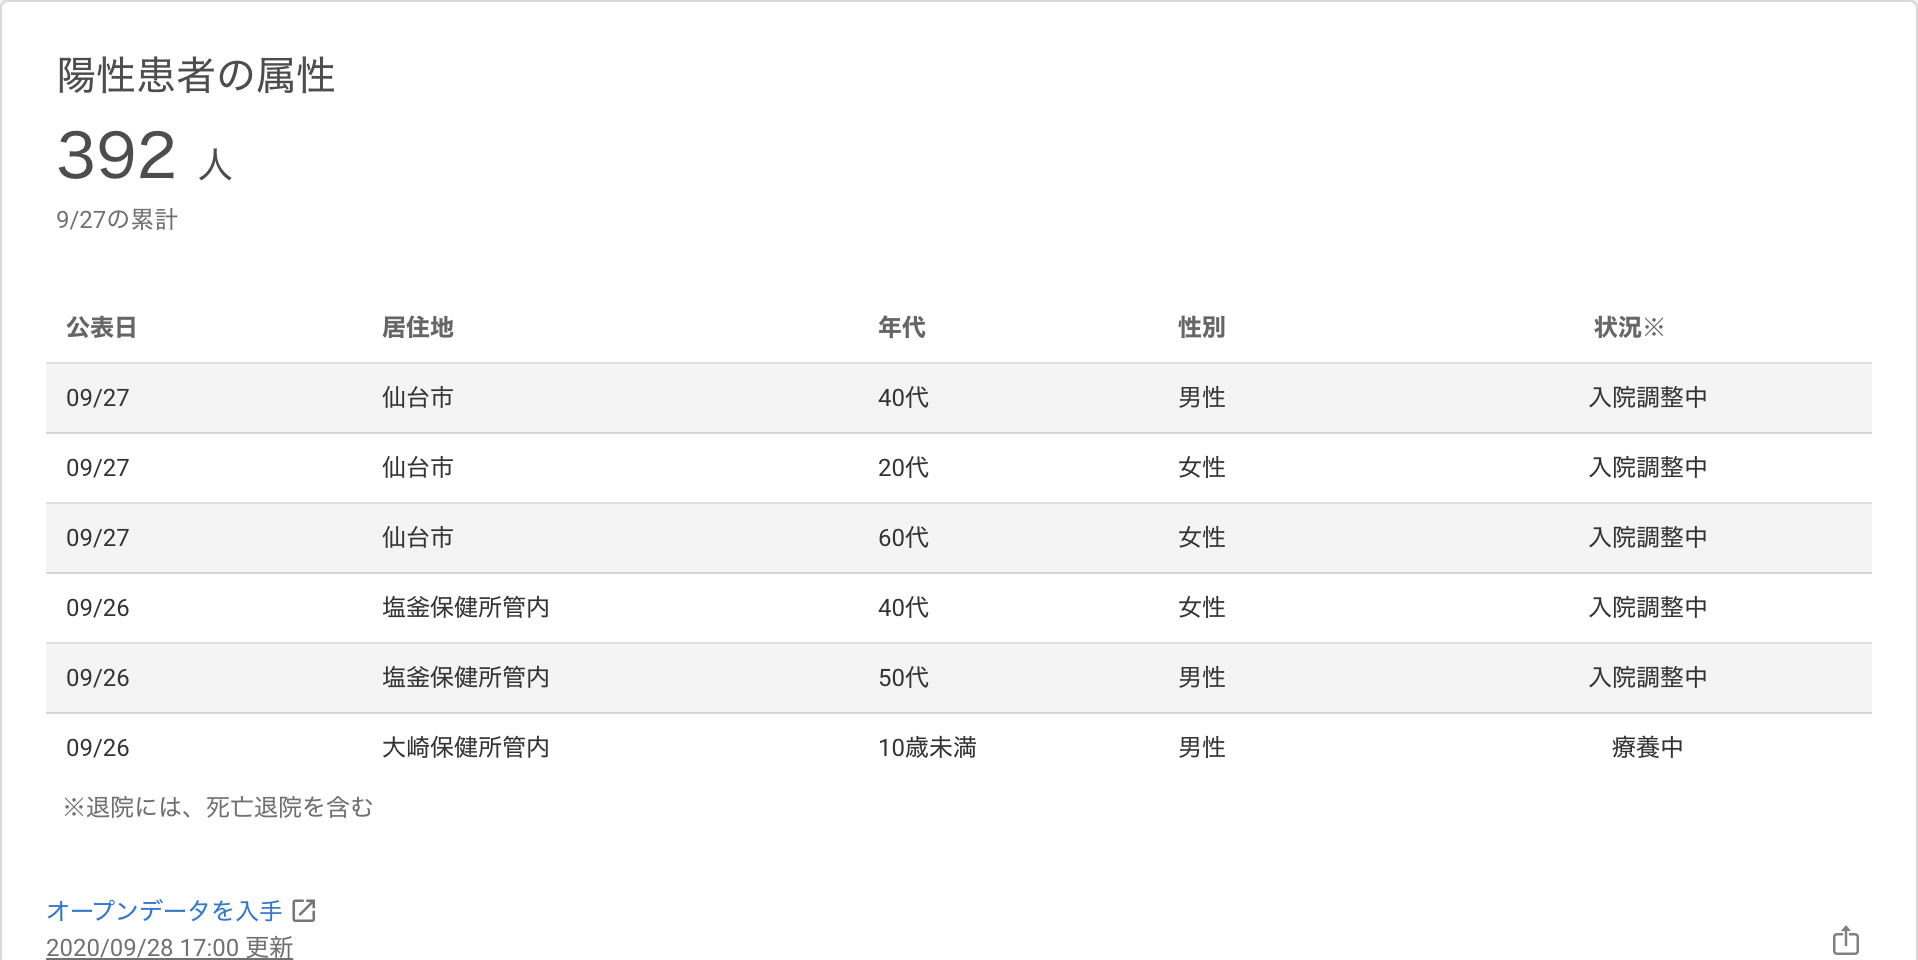 陽性患者の属性
392 人
9/27の累計
公表日 居住地 年代 性別 状況※
09/27 仙台市 40代 男性 入院調整中
09/27 仙台市 20代 女性 入院調整中
09/27 仙台市 60代 女性 入院調整中
09/26 塩釜保健所管内 40代 女性 入院調整中
09/26 塩釜保健所管内 50代 男性 入院調整中
09/26 大崎保健所管内 10歳未満 男性 療養中
※退院には、死亡退院を含む
オープンデータを入手
2020/09/28 17:00 更新